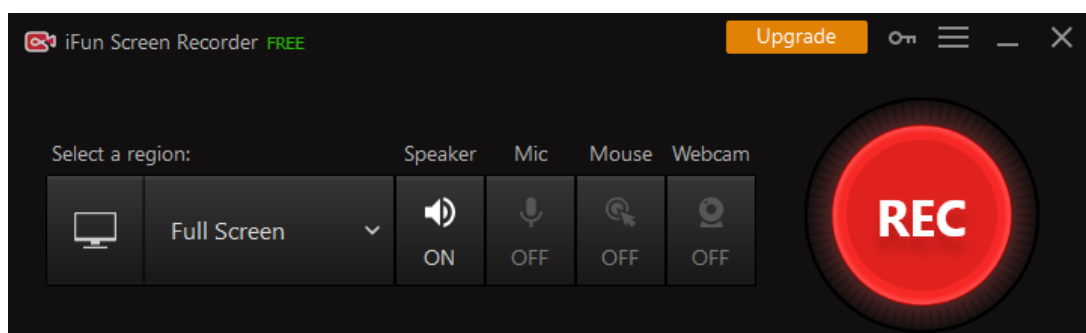 iFun Screen Recorder FREE
Upgrade
Select a region:
Speaker Mic Mouse Webcam
Full Screen
ON OFF OFF OFF
REC